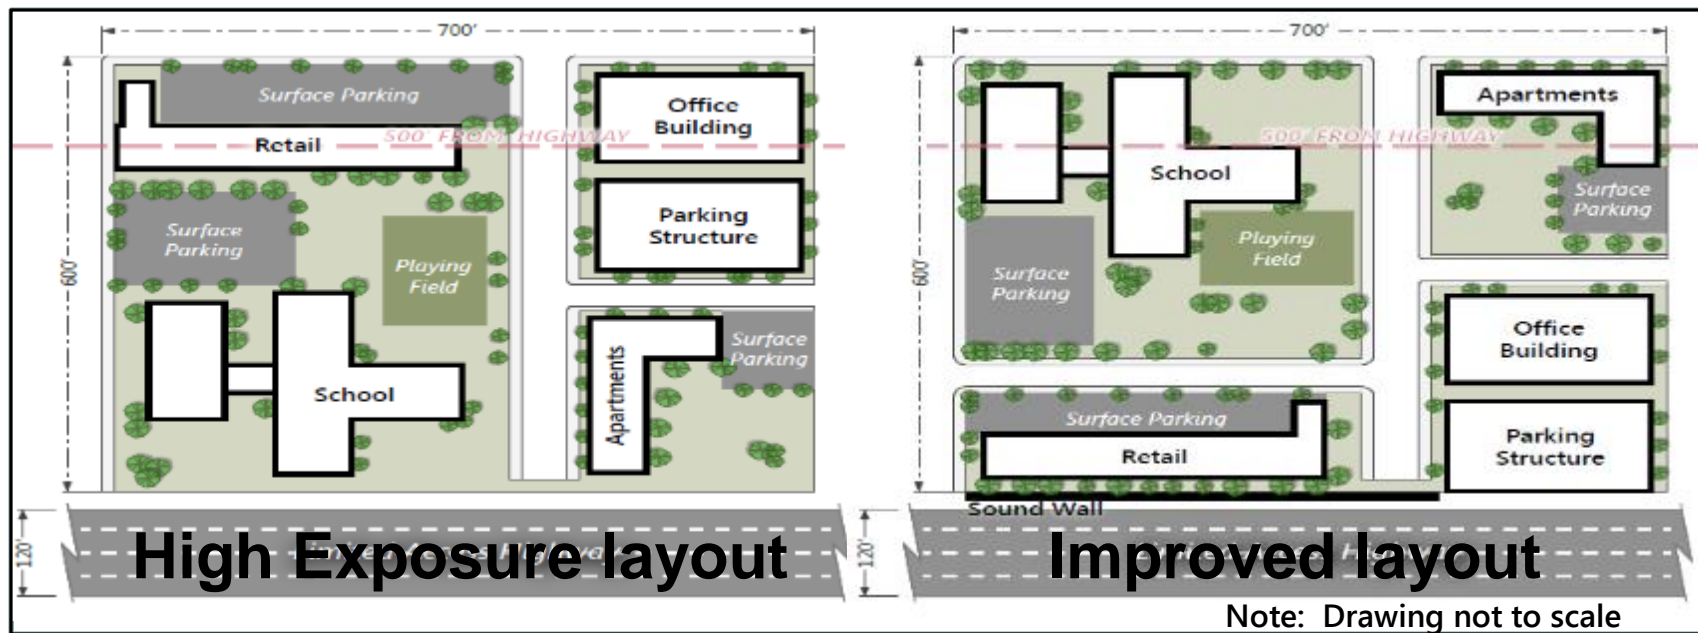 700'
Surface Parking
Office
Building
500' FROM HIGHWAY
Retail
Parking
Structure
Surface
Parking
Playing
Field
600'
Surface
Parking
Apartments
School
120'
High Exposure layout
700'
Apartments
500' FROM HIGHWAY
School
Surface
Parking
Playing
Field
Surface
Parking
600'
Office
Building
Surface Parking
Retail
Parking
Structure
Sound Wall
120'
Improved layout
Note: Drawing not to scale